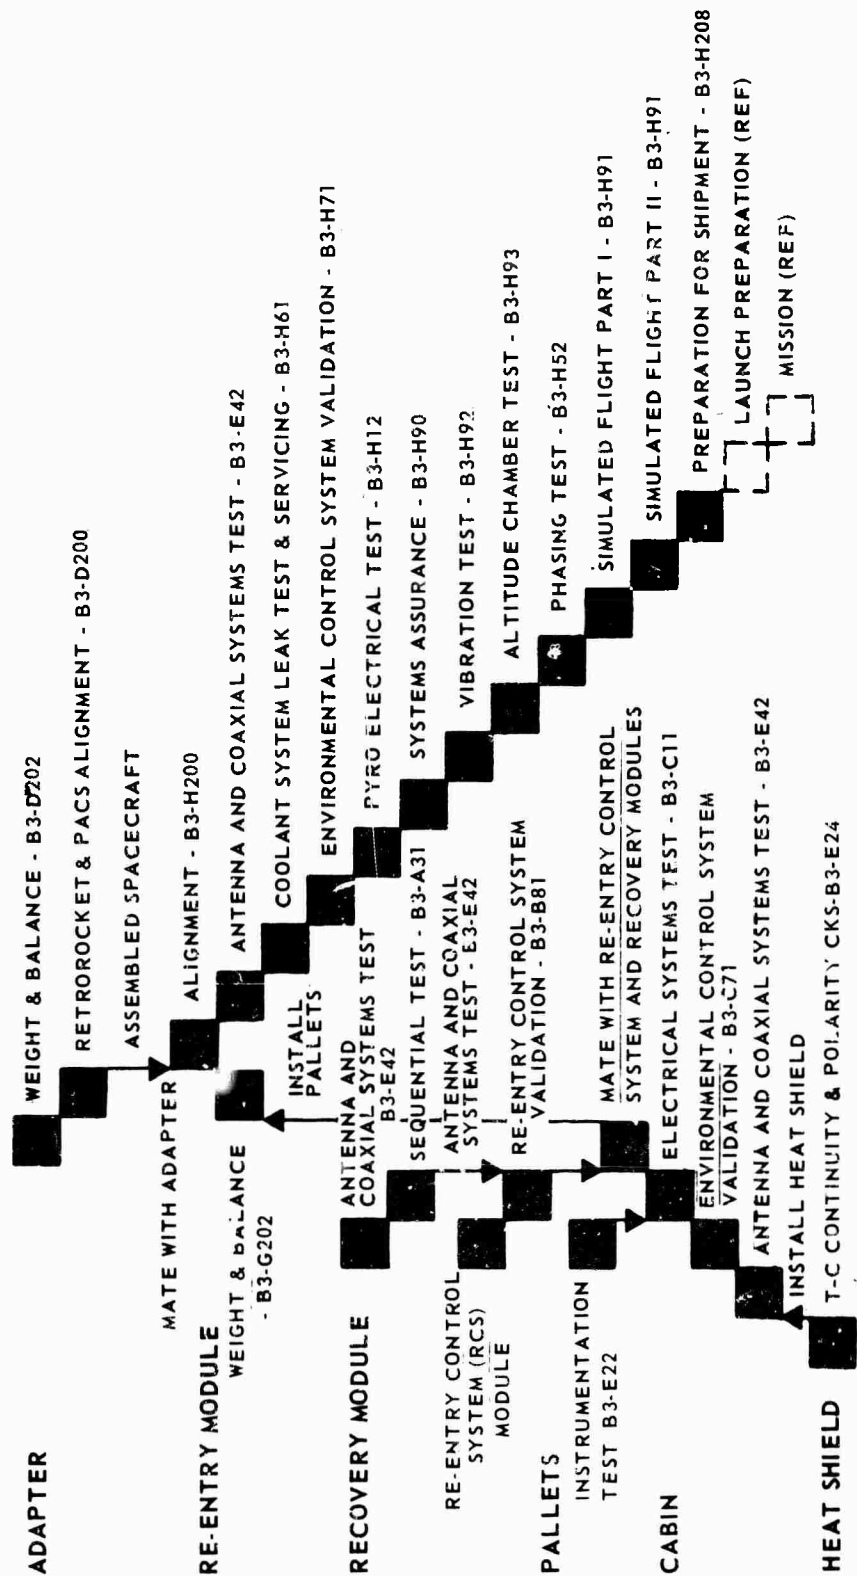 ADAPTER
WEIGHT & BALANCE - B3-D202
RETROROCKET & PACS ALIGNMENT - B3-D200
ASSEMBLED SPACECRAFT
MATE WITH ADAPTER
ALIGNMENT - B3-H200
RE-ENTRY MODULE
WEIGHT & BALANCE
- B3-G202
ANTENNA AND COAXIAL SYSTEMS TEST - B3-E42
COOLANT SYSTEM LEAK TEST & SERVICING - B3-H61
INSTALL
PALLETS
ENVIRONMENTAL CONTROL SYSTEM VALIDATION - B3-H71
RECOVERY MODULE
ANTENNA AND
COAXIAL SYSTEMS TEST
B3-E42
PYRO ELECTRICAL TEST - B3-H12
SEQUENTIAL TEST - B3-A31
SYSTEMS ASSURANCE - B3-H90
RE-ENTRY CONTROL
SYSTEM (RCS)
MODULE
ANTENNA AND COAXIAL
SYSTEMS TEST - E3-E42
VIBRATION TEST - B3-H92
RE-ENTRY CONTROL SYSTEM
VALIDATION - B3-B81
ALTITUDE CHAMBER TEST - B3-H93
PALLETS
PHASING TEST - B3-H52
INSTRUMENTATION
TEST B3-E22
MATE WITH RE-ENTRY CONTROL
SYSTEM AND RECOVERY MODULES
SIMULATED FLIGHT PART I - B3-H91
CABIN
ELECTRICAL SYSTEMS TEST - B3-C11
SIMULATED FLIGHT PART II - B3-H91
ENVIRONMENTAL CONTROL SYSTEM
VALIDATION - B3-C71
PREPARATION FOR SHIPMENT - B3-H208
LAUNCH PREPARATION (REF)
ANTENNA AND COAXIAL SYSTEMS TEST - B3-E42
MISSION (REF)
INSTALL HEAT SHIELD
HEAT SHIELD
T-C CONTINUITY & POLARITY CKS-B3-E24